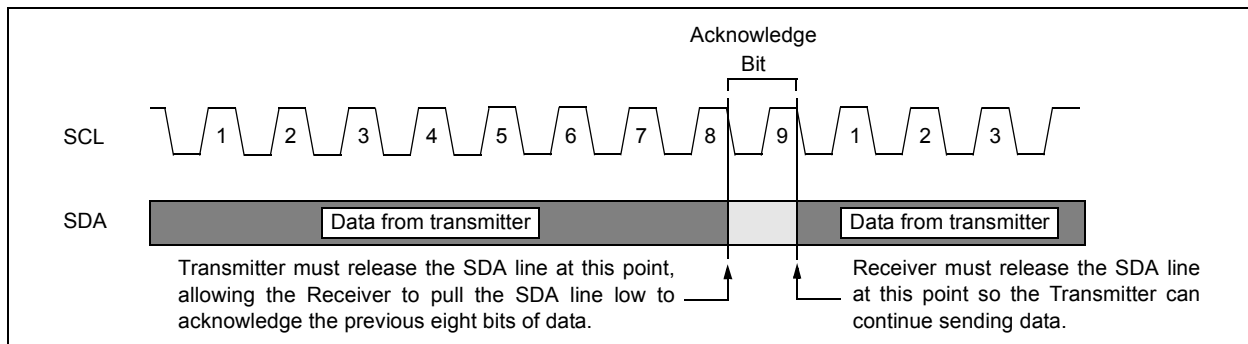 Acknowledge
Bit
SCL
1 2 3 4 5 6 7 8 9 1 2 3
SDA
Data from transmitter
Data from transmitter
Transmitter must release the SDA line at this point,
allowing the Receiver to pull the SDA line low to
acknowledge the previous eight bits of data.
Receiver must release the SDA line
at this point so the Transmitter can
continue sending data.